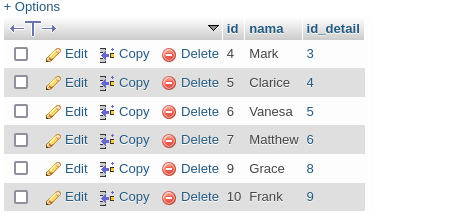 + Options
id nama id_detail
Edit Copy Delete 4 Mark 3
Edit Copy Delete 5 Clarice 4
Edit Copy Delete 6 Vanesa 5
Edit Copy Delete 7 Matthew 6
Edit Copy Delete 9 Grace 8
Edit Copy Delete 10 Frank 9